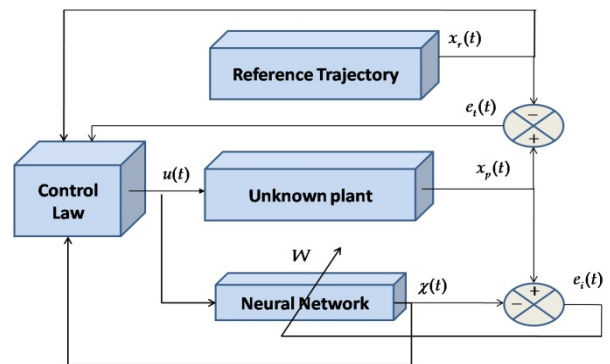 x_r(t)
Reference Trajectory
e_t(t)
−
+
Control
Law
u(t)
Unknown plant
x_p(t)
W
Neural Network
χ(t)
+
−
e_i(t)